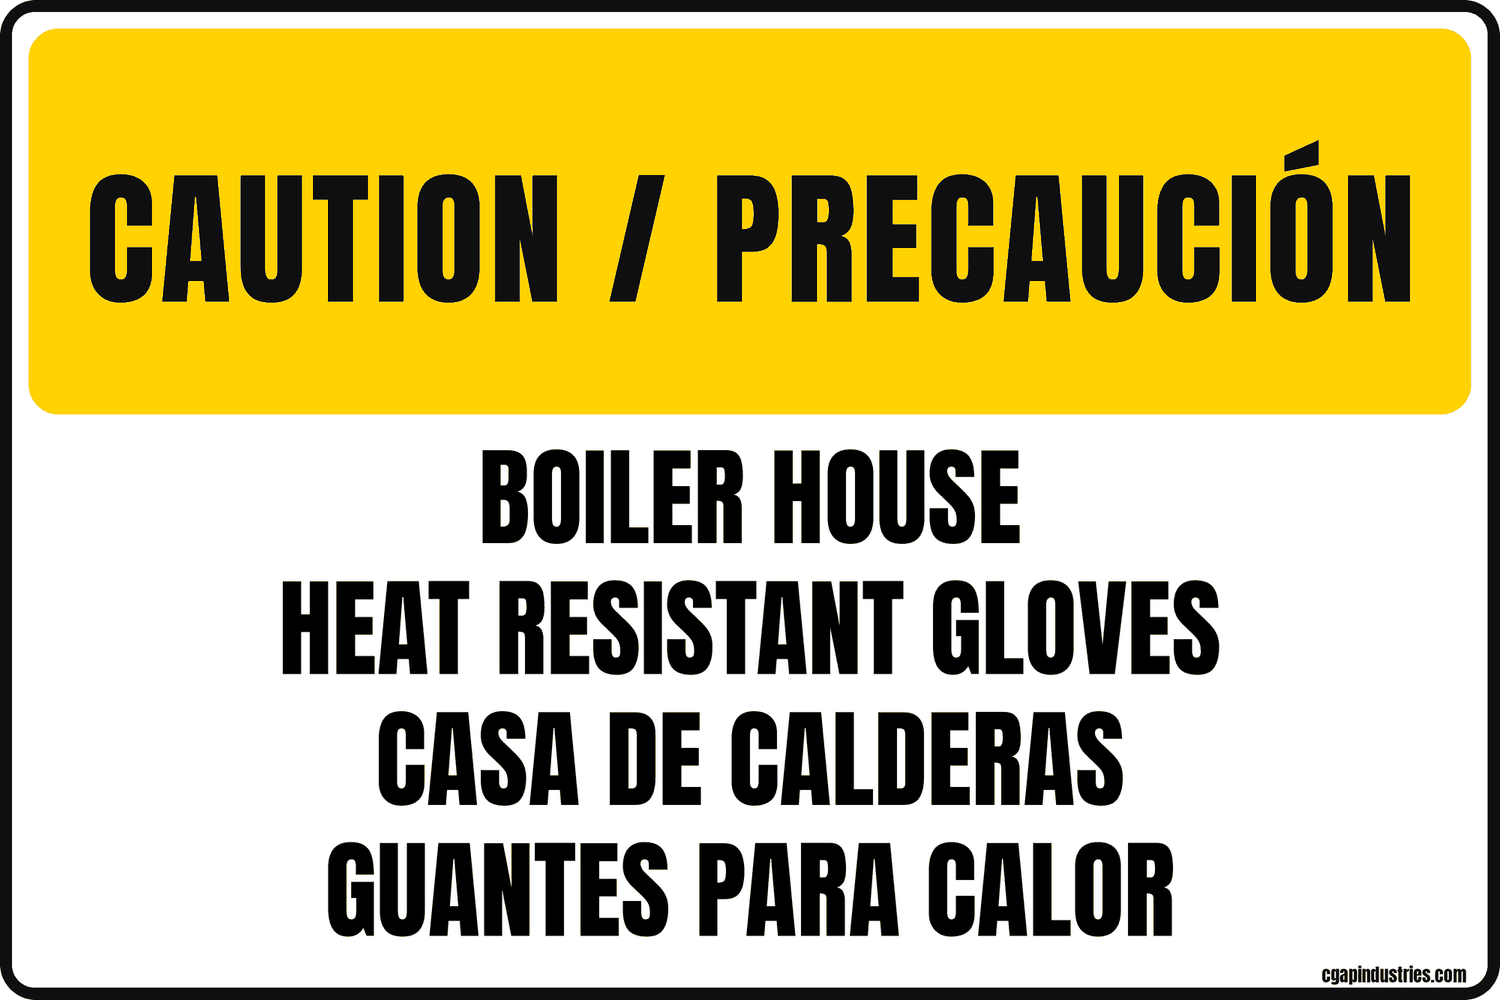 CAUTION / PRECAUCIÓN
BOILER HOUSE
HEAT RESISTANT GLOVES
CASA DE CALDERAS
GUANTES PARA CALOR
cgapindustries.com